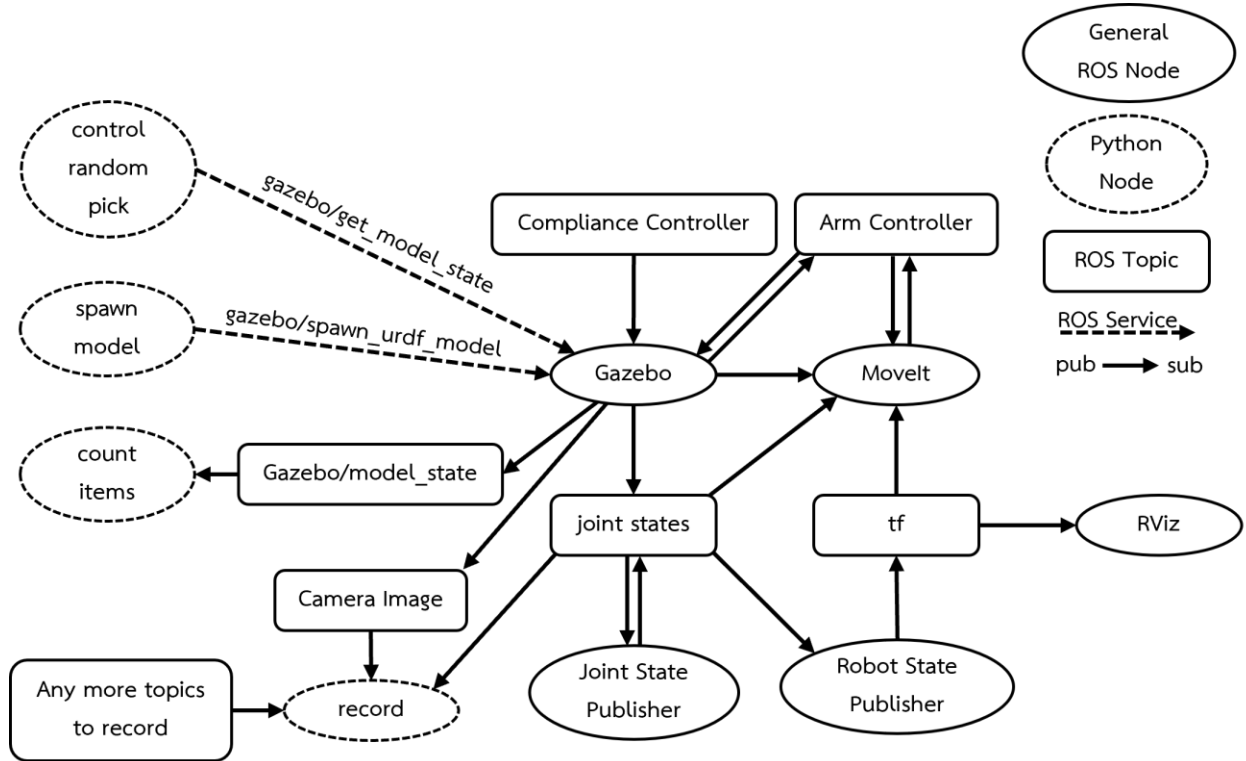 General
ROS Node
control
random
pick
Python
Node
gazebo/get_model_state
Compliance Controller
Arm Controller
ROS Topic
spawn
model
gazebo/spawn_urdf_model
ROS Service
pub
sub
Gazebo
MoveIt
count
items
Gazebo/model_state
joint states
tf
RViz
Camera Image
Any more topics
to record
record
Joint State
Publisher
Robot State
Publisher